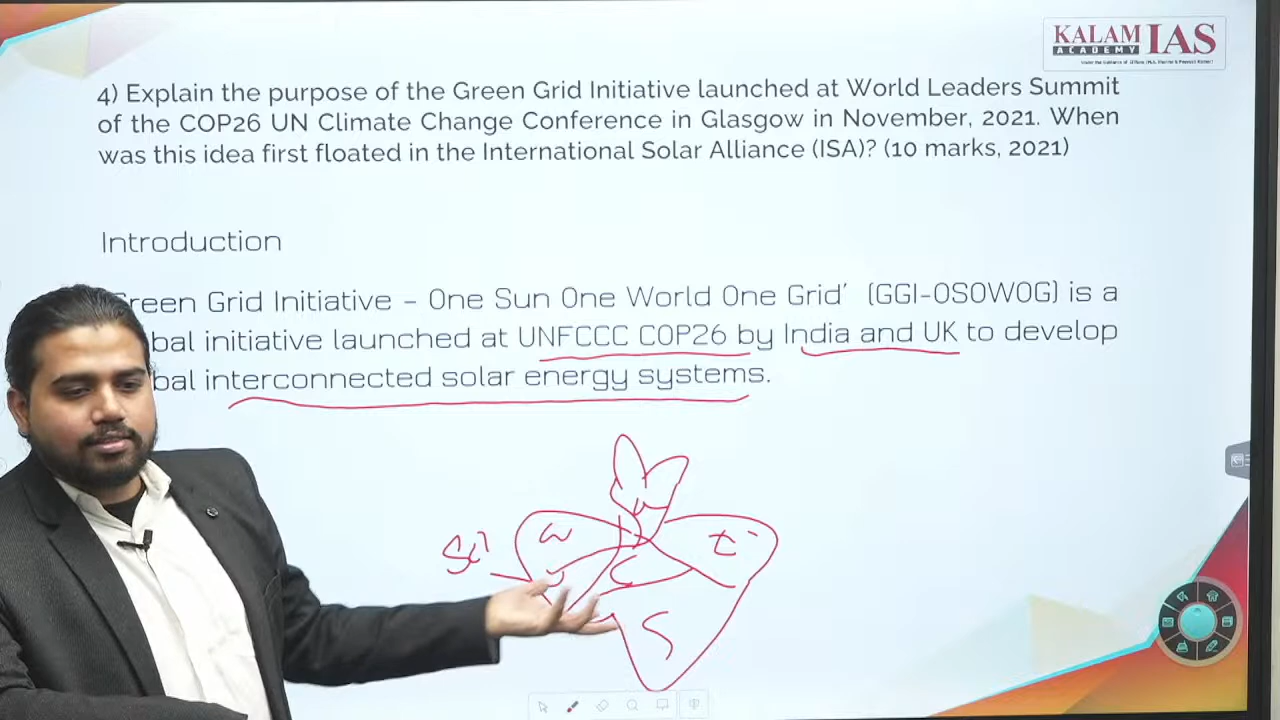 KALAM IAS
ACADEMY
4) Explain the purpose of the Green Grid Initiative launched at World Leaders Summit
of the COP26 UN Climate Change Conference in Glasgow in November, 2021. When
was this idea first floated in the International Solar Alliance (ISA)? (10 marks, 2021)
Introduction
Green Grid Initiative – One Sun One World One Grid' (GGI-OSOWOG) is a
bal initiative launched at UNFCCC COP26 by India and UK to develop
bal interconnected solar energy systems.